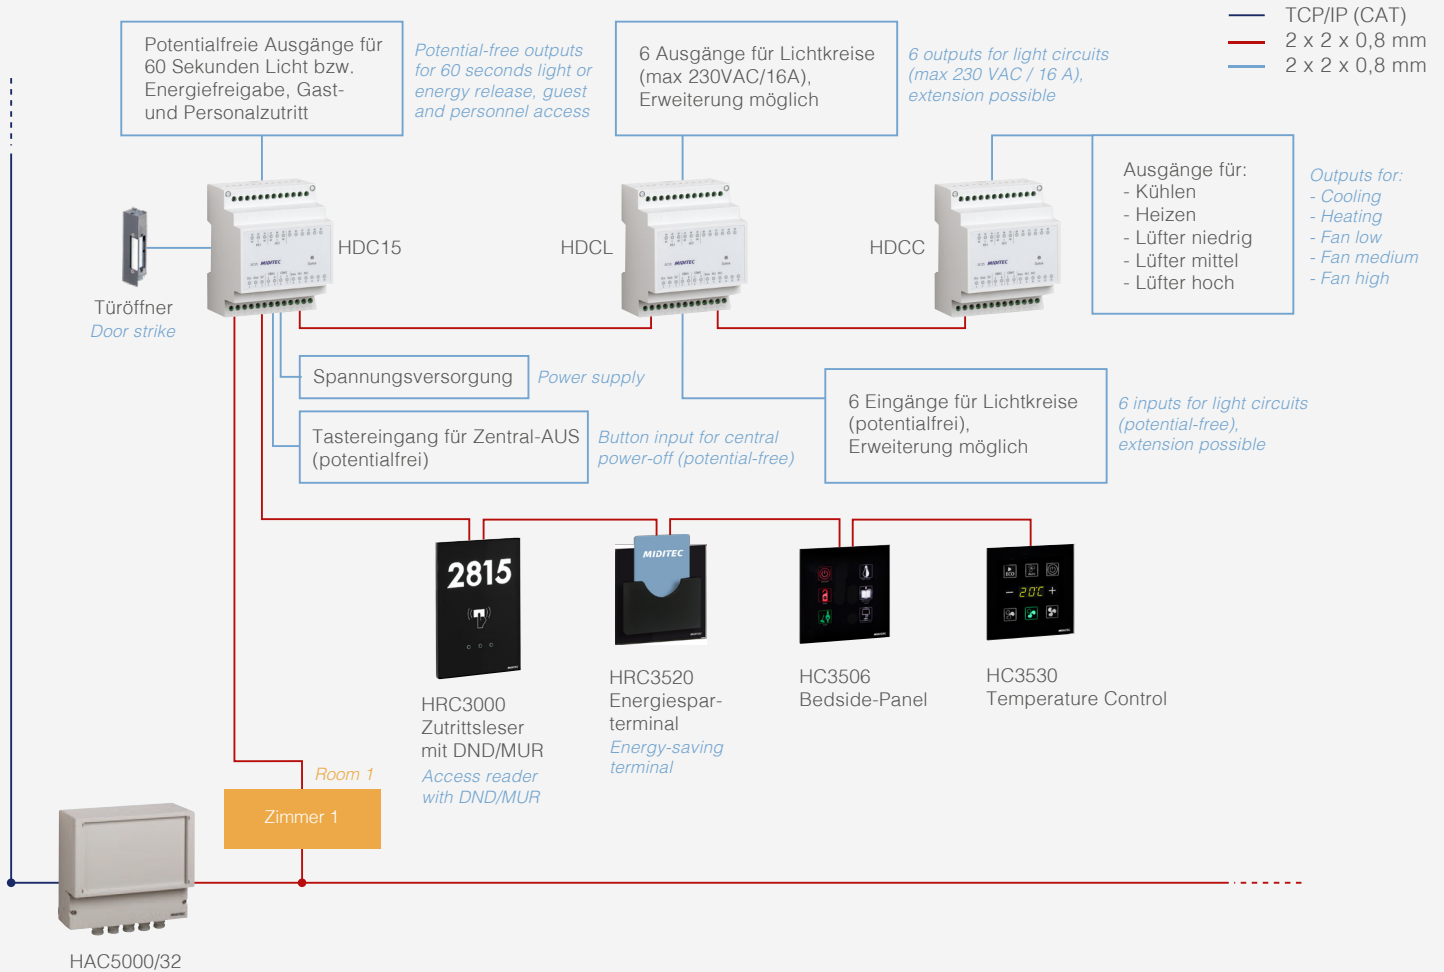 TCP/IP (CAT)
2 x 2 x 0,8 mm
2 x 2 x 0,8 mm
Potentialfreie Ausgänge für
60 Sekunden Licht bzw.
Energiefreigabe, Gast-
und Personalzutritt
Potential-free outputs
for 60 seconds light or
energy release, guest
and personnel access
6 Ausgänge für Lichtkreise
(max 230VAC/16A),
Erweiterung möglich
6 outputs for light circuits
(max 230 VAC / 16 A),
extension possible
Ausgänge für:
- Kühlen
- Heizen
- Lüfter niedrig
- Lüfter mittel
- Lüfter hoch
Outputs for:
- Cooling
- Heating
- Fan low
- Fan medium
- Fan high
MIDITEC
HDC15
MIDITEC
HDCL
MIDITEC
HDCC
Türöffner
Door strike
Spannungsversorgung
Power supply
Tastereingang für Zentral-AUS
(potentialfrei)
Button input for central
power-off (potential-free)
6 Eingänge für Lichtkreise
(potentialfrei),
Erweiterung möglich
6 inputs for light circuits
(potential-free),
extension possible
2815
MIDITEC
MIDITEC
ECO
- 20°C +
HRC3000
Zutrittsleser
mit DND/MUR
Access reader
with DND/MUR
HRC3520
Energiespar-
terminal
Energy-saving
terminal
HC3506
Bedside-Panel
HC3530
Temperature Control
Room 1
Zimmer 1
HAC5000/32